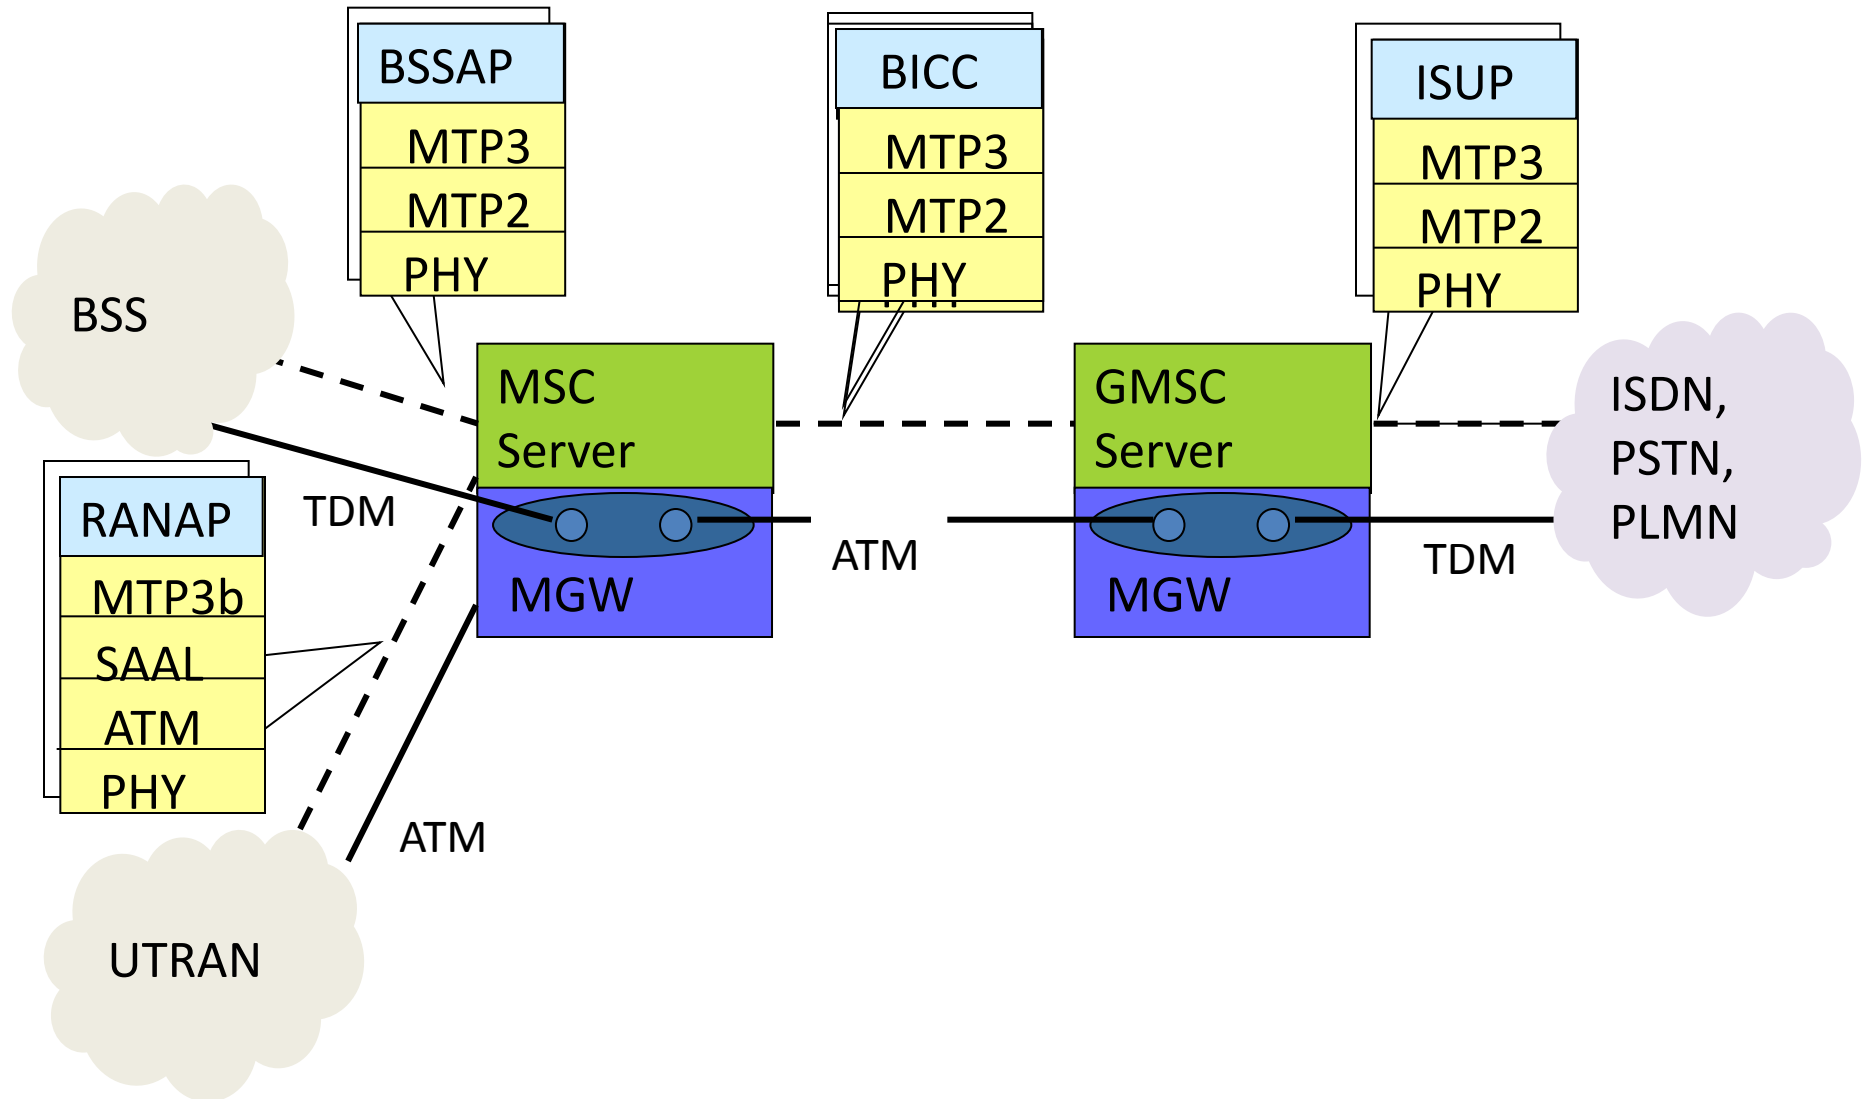 BSSAP
MTP3
MTP2
PHY
BICC
MTP3
MTP2
PHY
ISUP
MTP3
MTP2
PHY
BSS
MSC
Server
GMSC
Server
ISDN,
PSTN,
PLMN
RANAP
MTP3b
SAAL
ATM
PHY
TDM
MGW
ATM
MGW
TDM
ATM
UTRAN